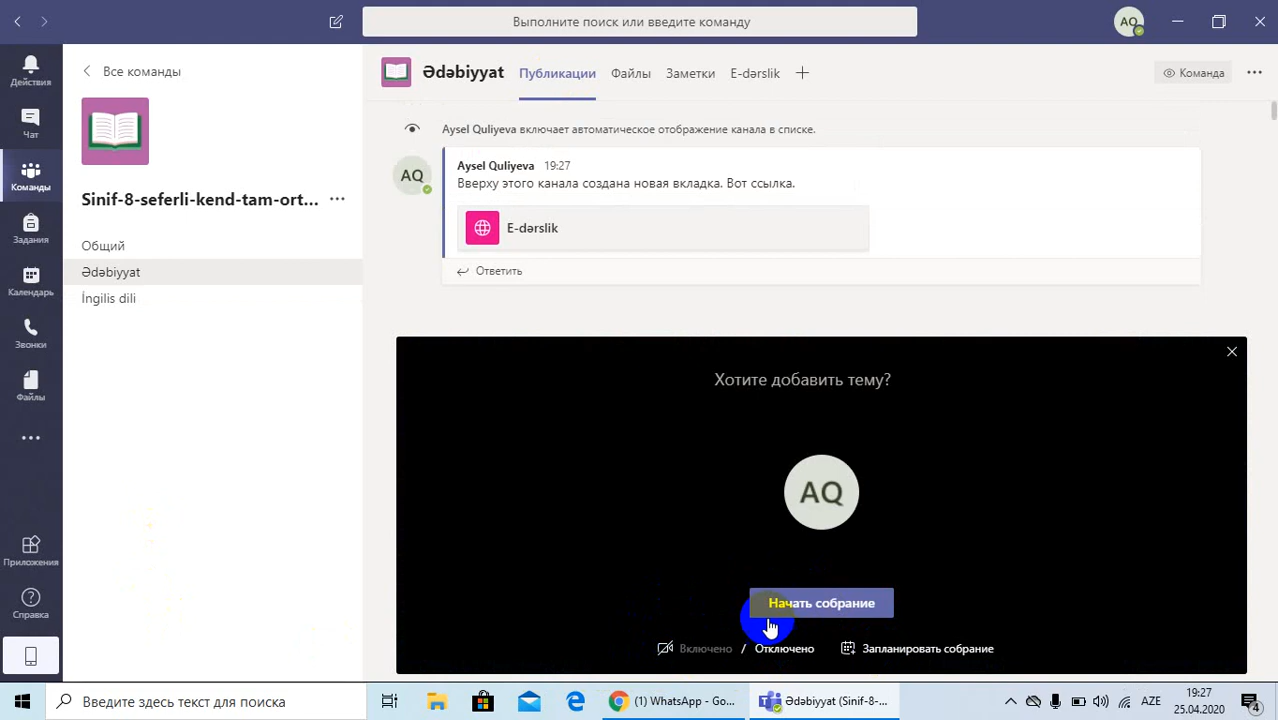 Выполните поиск или введите команду
AQ
Действия
Чат
Команды
Задания
Календарь
Звонки
Файлы
Приложения
Справка
Все команды
Sinif-8-seferli-kend-tam-ort...
Общий
Ədəbiyyat
İngilis dili
Ədəbiyyat Публикации Файлы Заметки E-dərslik
Команда
Aysel Quliyeva включает автоматическое отображение канала в списке.
AQ
Aysel Quliyeva 19:27
Вверху этого канала создана новая вкладка. Вот ссылка.
E-dərslik
Ответить
Хотите добавить тему?
AQ
Начать собрание
Включено / Отключено
Запланировать собрание
Введите здесь текст для поиска
(1) WhatsApp - Go...
Ədəbiyyat (Sinif-8-...
AZE
19:27
25.04.2020
4